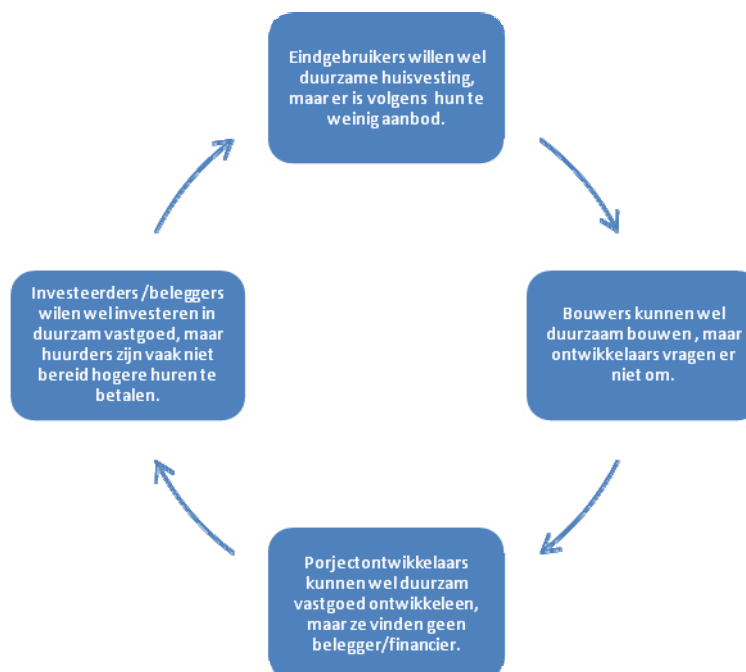 Eindgebruikers willen wel
duurzame huisvesting,
maar er is volgens hun te
weinig aanbod.
Bouwers kunnen wel
duurzaam bouwen , maar
ontwikkelaars vragen er
niet om.
Porjectontwikkelaars
kunnen wel duurzam
vastgoed ontwikkeleen,
maar ze vinden geen
belegger/financier.
Investeerders /beleggers
wilen wel investeren in
duurzam vastgoed, maar
huurders zijn vaak niet
bereid hogere huren te
betalen.